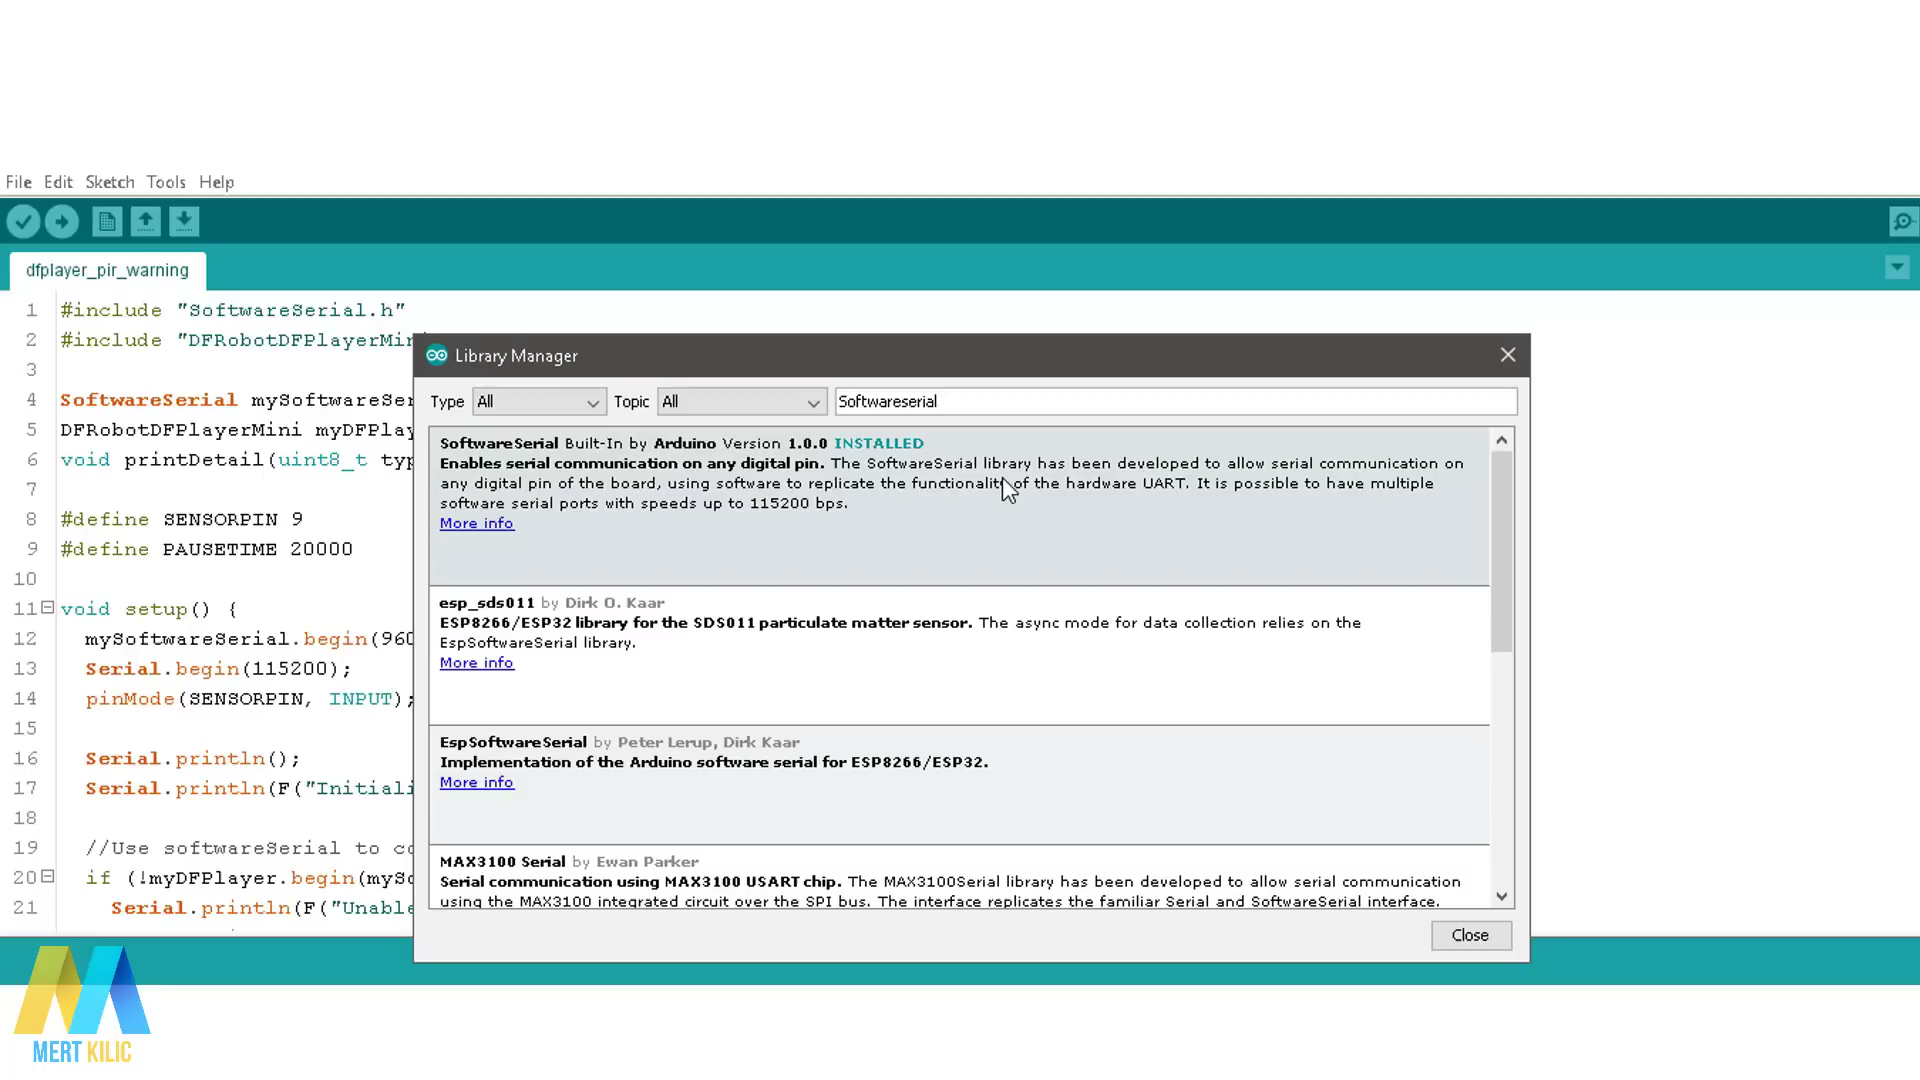 File Edit Sketch Tools Help
dfplayer_pir_warning
1 #include "SoftwareSerial.h"
2 #include "DFRobotDFPlayerMin
3
4 SoftwareSerial mySoftwareSer
5 DFRobotDFPlayerMini myDFPlay
6 void printDetail(uint8_t typ
7
8 #define SENSORPIN 9
9 #define PAUSETIME 20000
10
11 void setup() {
12 mySoftwareSerial.begin(960
13 Serial.begin(115200);
14 pinMode(SENSORPIN, INPUT);
15
16 Serial.println();
17 Serial.println(F("Initiali
18
19 //Use softwareSerial to co
20 if (!myDFPlayer.begin(mySo
21 Serial.println(F("Unable
Library Manager
Type All Topic All Softwareserial
SoftwareSerial Built-In by Arduino Version 1.0.0 INSTALLED
Enables serial communication on any digital pin. The SoftwareSerial library has been developed to allow serial communication on
any digital pin of the board, using software to replicate the functionality of the hardware UART. It is possible to have multiple
software serial ports with speeds up to 115200 bps.
More info
esp_sds011 by Dirk O. Kaar
ESP8266/ESP32 library for the SDS011 particulate matter sensor. The async mode for data collection relies on the
EspSoftwareSerial library.
More info
EspSoftwareSerial by Peter Lerup, Dirk Kaar
Implementation of the Arduino software serial for ESP8266/ESP32.
More info
MAX3100 Serial by Ewan Parker
Serial communication using MAX3100 USART chip. The MAX3100Serial library has been developed to allow serial communication
using the MAX3100 integrated circuit over the SPI bus. The interface replicates the familiar Serial and SoftwareSerial interface.
Close
MERT KILIC